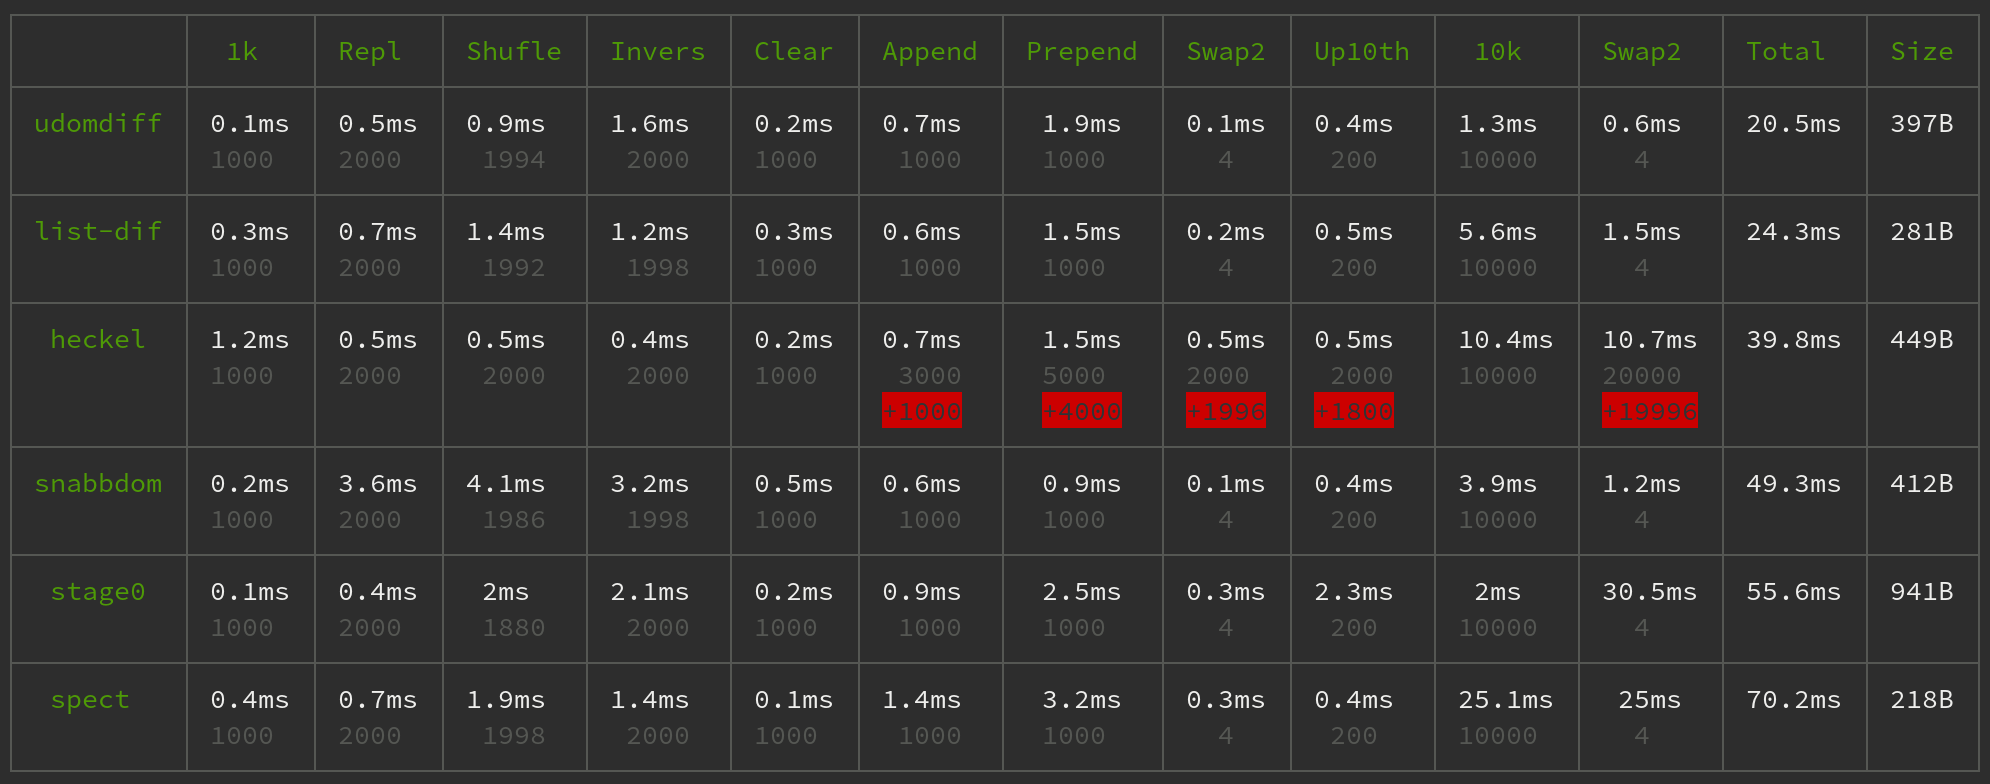 1k Repl Shufle Invers Clear Append Prepend Swap2 Up10th 10k Swap2 Total Size
udomdiff 0.1ms 0.5ms 0.9ms 1.6ms 0.2ms 0.7ms 1.9ms 0.1ms 0.4ms 1.3ms 0.6ms 20.5ms 397B
1000 2000 1994 2000 1000 1000 1000 4 200 10000 4
list-dif 0.3ms 0.7ms 1.4ms 1.2ms 0.3ms 0.6ms 1.5ms 0.2ms 0.5ms 5.6ms 1.5ms 24.3ms 281B
1000 2000 1992 1998 1000 1000 1000 4 200 10000 4
heckel 1.2ms 0.5ms 0.5ms 0.4ms 0.2ms 0.7ms 1.5ms 0.5ms 0.5ms 10.4ms 10.7ms 39.8ms 449B
1000 2000 2000 2000 1000 3000 5000 2000 2000 10000 20000
+1000 +4000 +1996 +1800 +19996
snabbdom 0.2ms 3.6ms 4.1ms 3.2ms 0.5ms 0.6ms 0.9ms 0.1ms 0.4ms 3.9ms 1.2ms 49.3ms 412B
1000 2000 1986 1998 1000 1000 1000 4 200 10000 4
stage0 0.1ms 0.4ms 2ms 2.1ms 0.2ms 0.9ms 2.5ms 0.3ms 2.3ms 2ms 30.5ms 55.6ms 941B
1000 2000 1880 2000 1000 1000 1000 4 200 10000 4
spect 0.4ms 0.7ms 1.9ms 1.4ms 0.1ms 1.4ms 3.2ms 0.3ms 0.4ms 25.1ms 25ms 70.2ms 218B
1000 2000 1998 2000 1000 1000 1000 4 200 10000 4